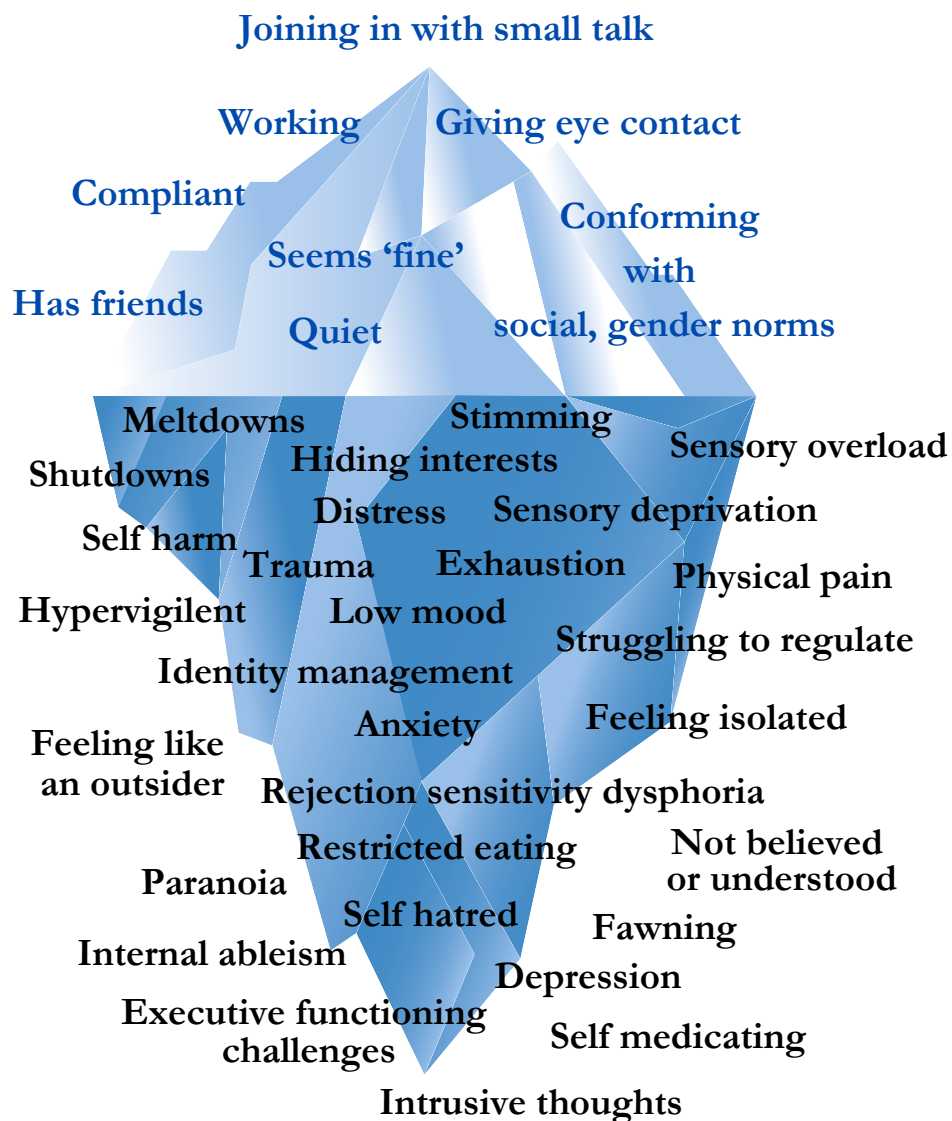 Joining in with small talk
Working
Giving eye contact
Compliant
Conforming
with
social, gender norms
Seems ‘fine’
Has friends
Quiet
Meltdowns
Stimming
Sensory overload
Shutdowns
Hiding interests
Distress
Sensory deprivation
Self harm
Trauma
Exhaustion
Physical pain
Hypervigilent
Low mood
Struggling to regulate
Identity management
Anxiety
Feeling isolated
Feeling like
an outsider
Rejection sensitivity dysphoria
Restricted eating
Not believed
or understood
Paranoia
Self hatred
Fawning
Internal ableism
Depression
Executive functioning
challenges
Self medicating
Intrusive thoughts